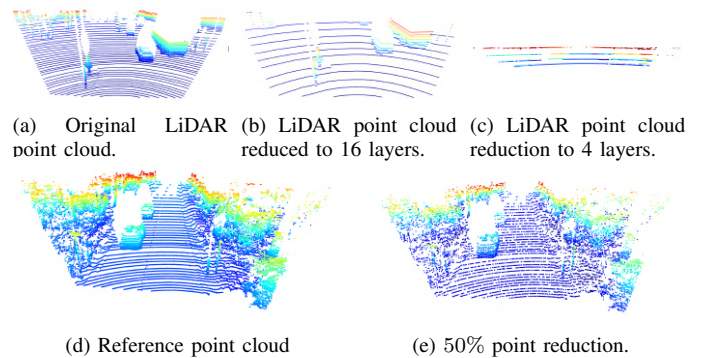 (a) Original LiDAR point cloud.
(b) LiDAR point cloud reduced to 16 layers.
(c) LiDAR point cloud reduction to 4 layers.
(d) Reference point cloud
(e) 50% point reduction.